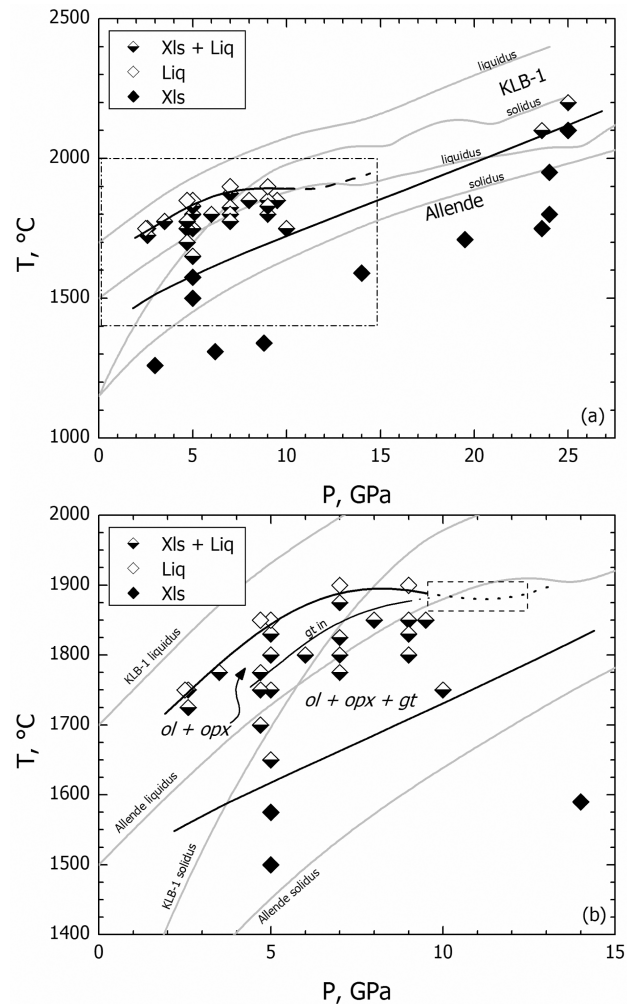 2500
Xls + Liq
Liq
Xls
liquidus
KLB-1
solidus
2000
liquidus
solidus
Allende
T, °C
1500
1000
(a)
0 5 10 15 20 25
P, GPa
2000
Xls + Liq
Liq
Xls
1900
gt in
KLB-1 liquidus
1800
T, °C
ol + opx
ol + opx + gt
1700
Allende liquidus
1600
KLB-1 solidus
Allende solidus
1500
(b)
1400
0 5 10 15
P, GPa